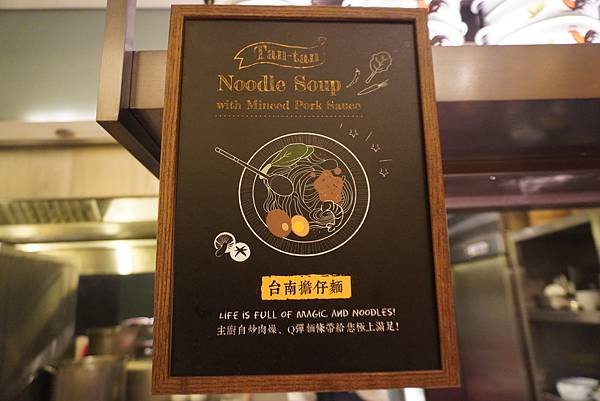 Tan-tan
Noodle Soup
with Minced Pork Sauce
台南擔仔麵
LIFE IS FULL OF MAGIC AND NOODLES!
主廚自炒肉燥、Q彈麵條帶給您極上滿足!